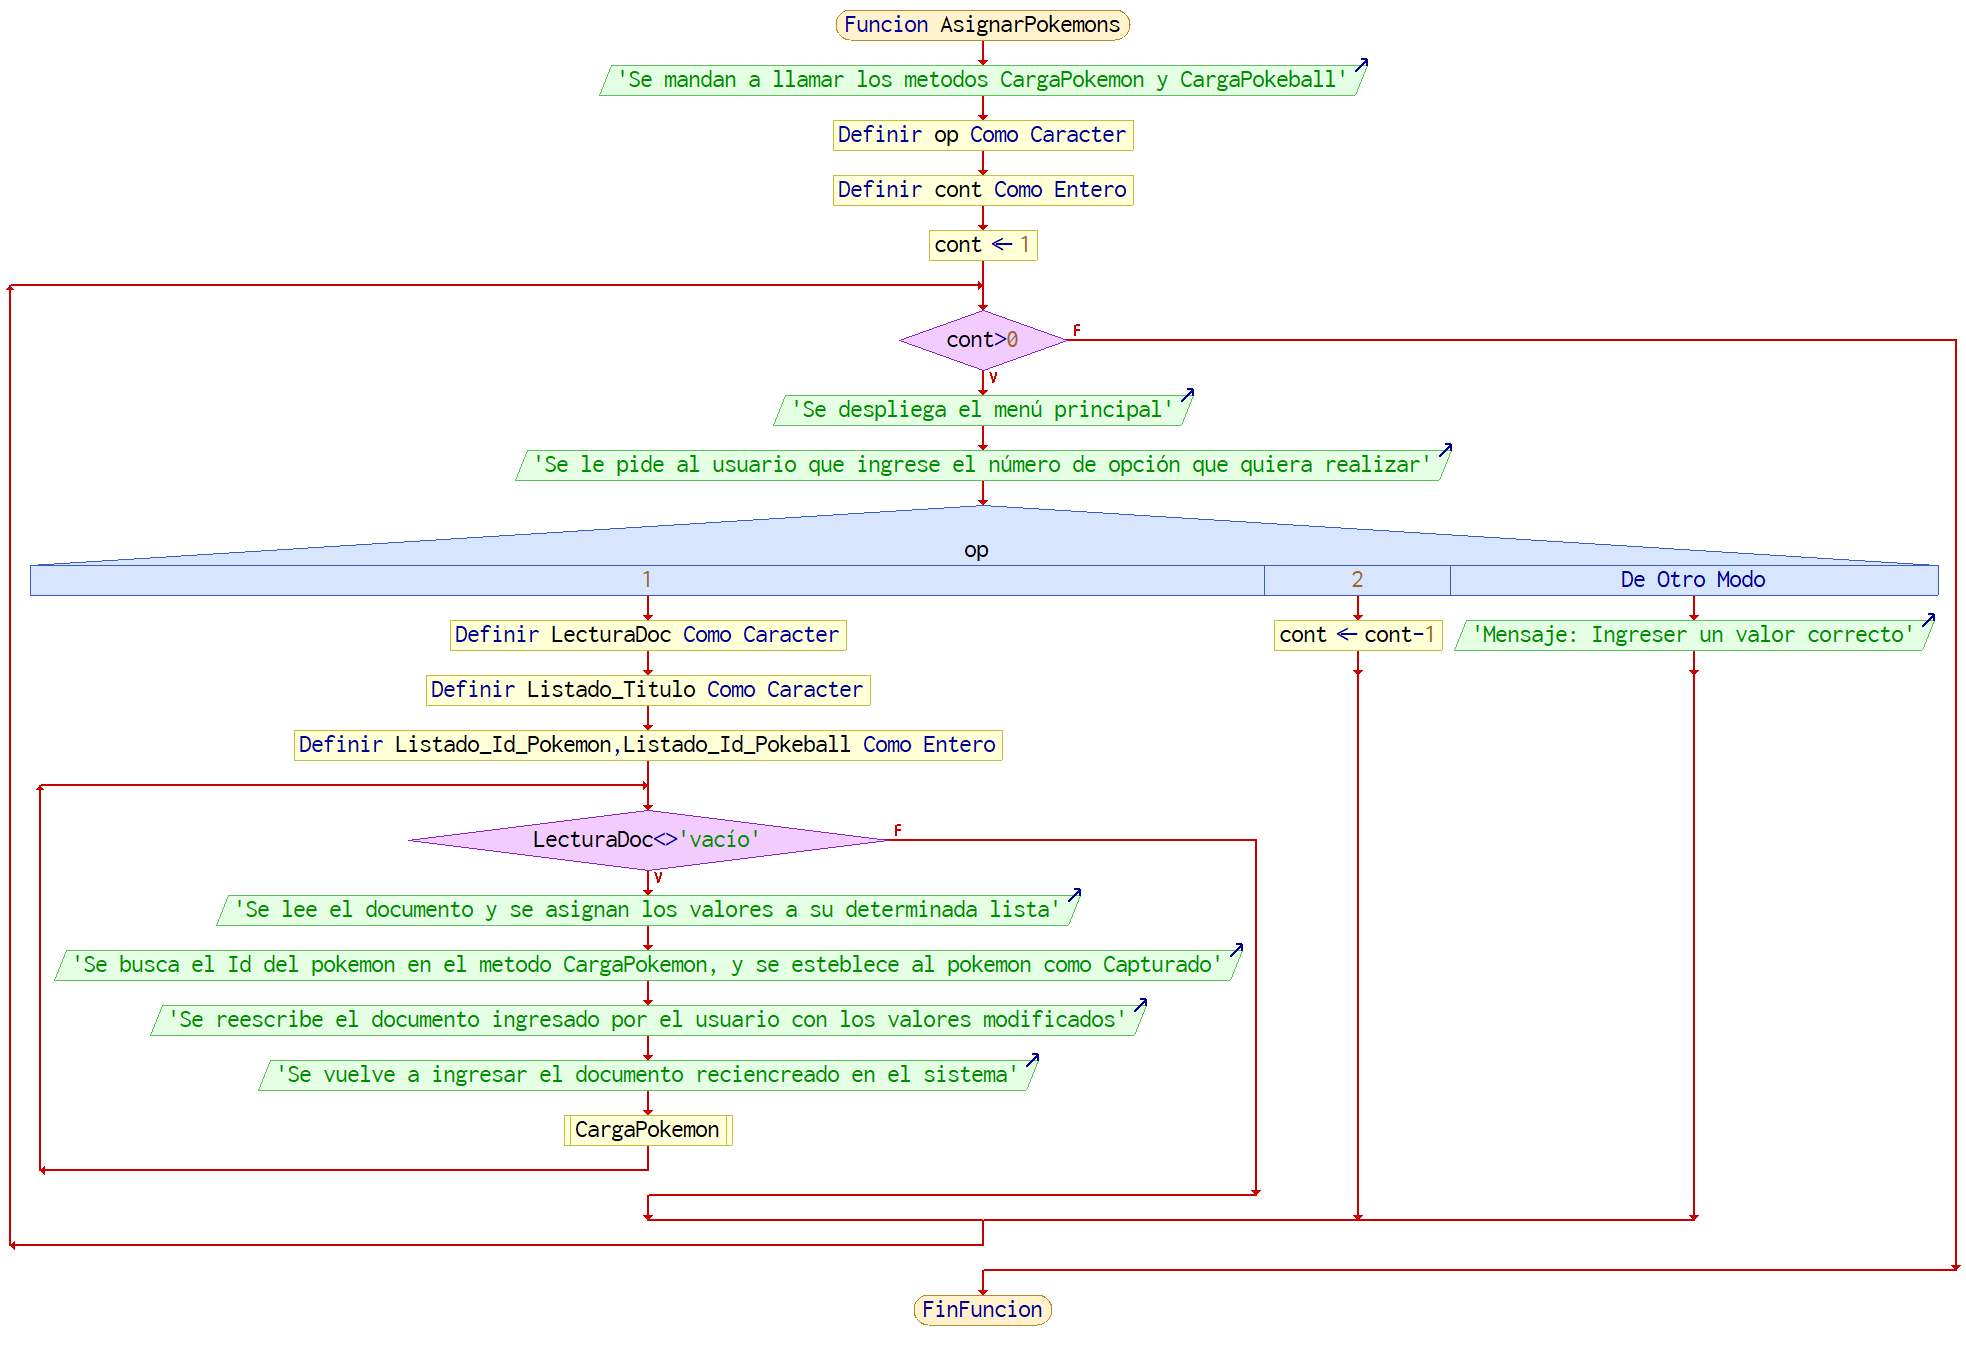 Funcion AsignarPokemons
'Se mandan a llamar los metodos CargaPokemon y CargaPokeball'
Definir op Como Caracter
Definir cont Como Entero
cont ← 1
cont>0
F
V
'Se despliega el menú principal'
'Se le pide al usuario que ingrese el número de opción que quiera realizar'
op
1
2
De Otro Modo
Definir LecturaDoc Como Caracter
cont ← cont-1
'Mensaje: Ingreser un valor correcto'
Definir Listado_Titulo Como Caracter
Definir Listado_Id_Pokemon,Listado_Id_Pokeball Como Entero
LecturaDoc<>'vacío'
F
V
'Se lee el documento y se asignan los valores a su determinada lista'
'Se busca el Id del pokemon en el metodo CargaPokemon, y se esteblece al pokemon como Capturado'
'Se reescribe el documento ingresado por el usuario con los valores modificados'
'Se vuelve a ingresar el documento reciencreado en el sistema'
CargaPokemon
FinFuncion